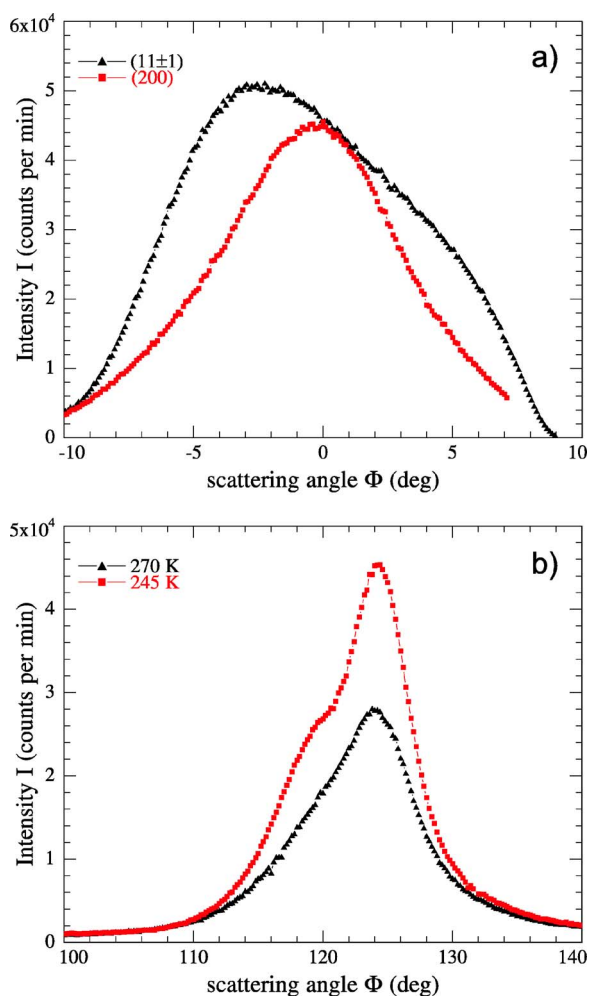 6x10⁴
(11±1)
(200)
a)
5
4
3
2
1
0
Intensity I (counts per min)
-10 -5 0 5 10
scattering angle Φ (deg)
5x10⁴
270 K
245 K
b)
4
3
2
1
0
Intensity I (counts per min)
100 110 120 130 140
scattering angle Φ (deg)